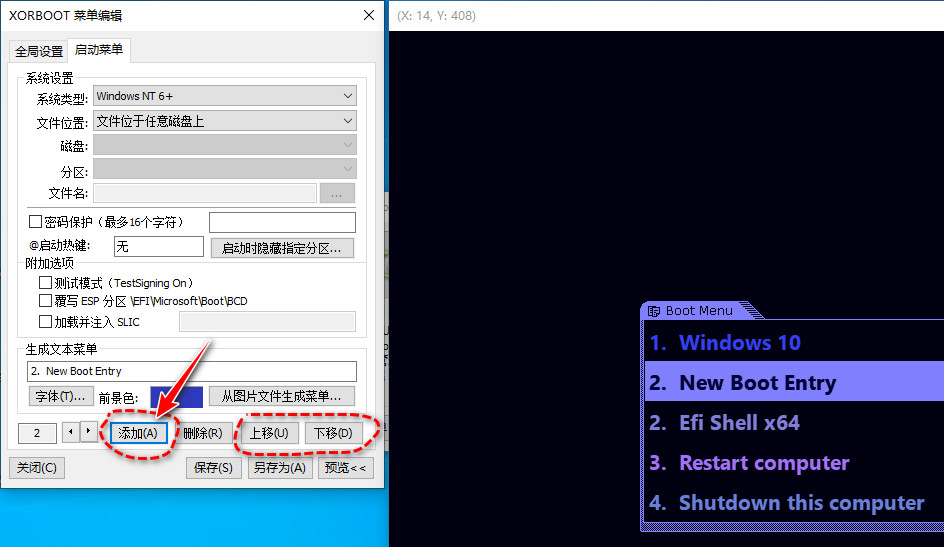 XORBOOT 菜单编辑
(X: 14, Y: 408)
全局设置 启动菜单
系统设置
系统类型: Windows NT 6+
文件位置: 文件位于任意磁盘上
磁盘:
分区:
文件名: ...
密码保护（最多16个字符）
@启动热键: 无 启动时隐藏指定分区...
附加选项
测试模式（TestSigning On）
覆写 ESP 分区 \EFI\Microsoft\Boot\BCD
加载并注入 SLIC
生成文本菜单
2. New Boot Entry
字体(T)... 前景色: 从图片文件生成菜单...
2 添加(A) 删除(R) 上移(U) 下移(D)
关闭(C) 保存(S) 另存为(A) 预览<<
Boot Menu
1. Windows 10
2. New Boot Entry
2. Efi Shell x64
3. Restart computer
4. Shutdown this computer